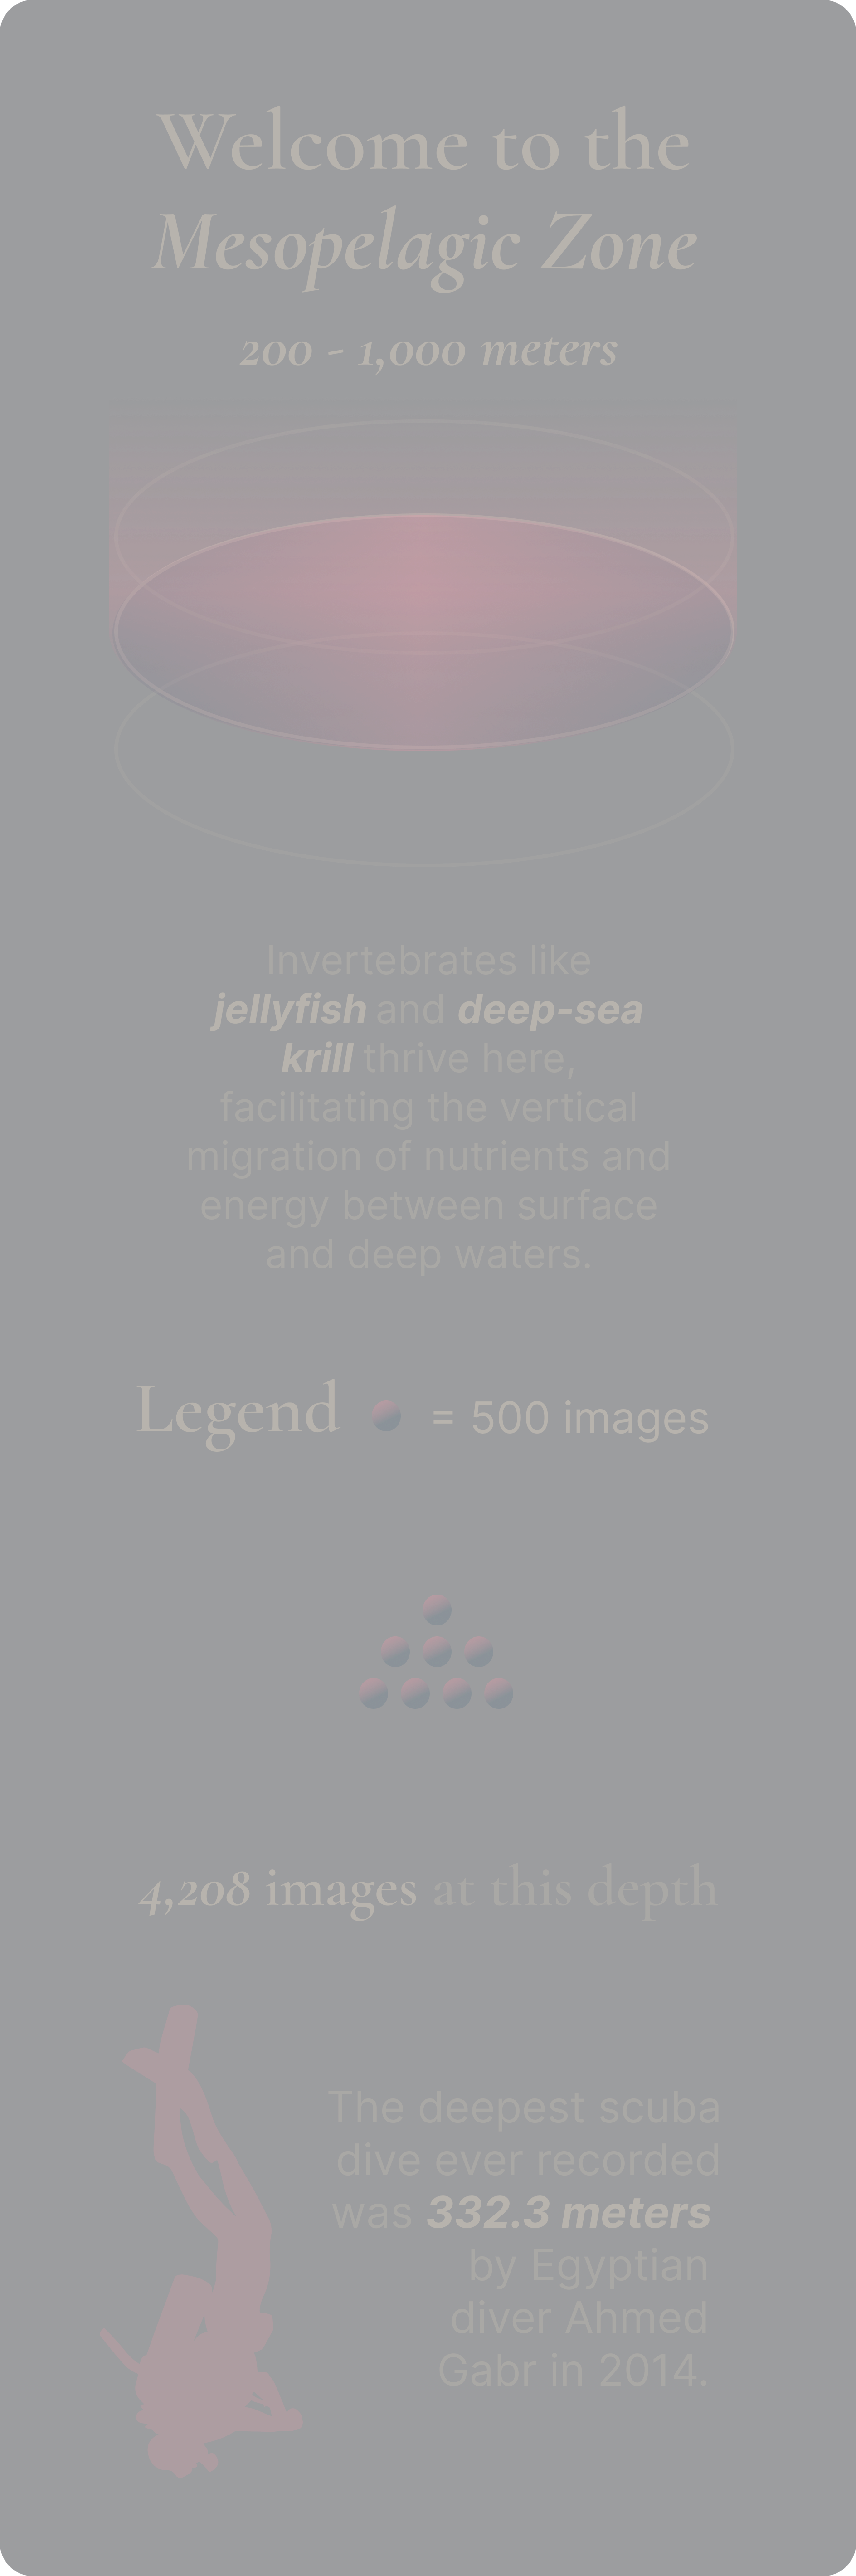 Welcome to the
Mesopelagic Zone
200 - 1,000 meters
Invertebrates like
jellyfish and deep-sea
krill thrive here,
facilitating the vertical
migration of nutrients and
energy between surface
and deep waters.
Legend = 500 images
4,208 images at this depth
The deepest scuba
dive ever recorded
was 332.3 meters
by Egyptian
diver Ahmed
Gabr in 2014.